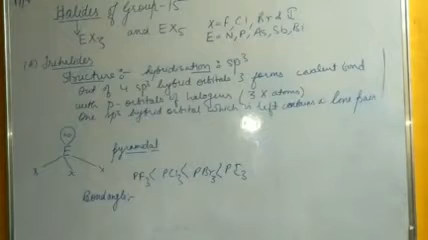 Halides of Group-15
EX3 and EX5 X=F, Cl, Br & I
E = N, P, As, Sb, Bi
(A) Trihalides
Structure:- hybridization = sp3
Out of 4 sp3 hybrid orbitals 3 forms covalent bond
with p-orbitals of halogens (3 X atoms)
One sp3 hybrid orbital which is left contains a lone pair
E
X X
pyramidal
PF3 < PCl3 < PBr3 < PI3
Bond angle:-